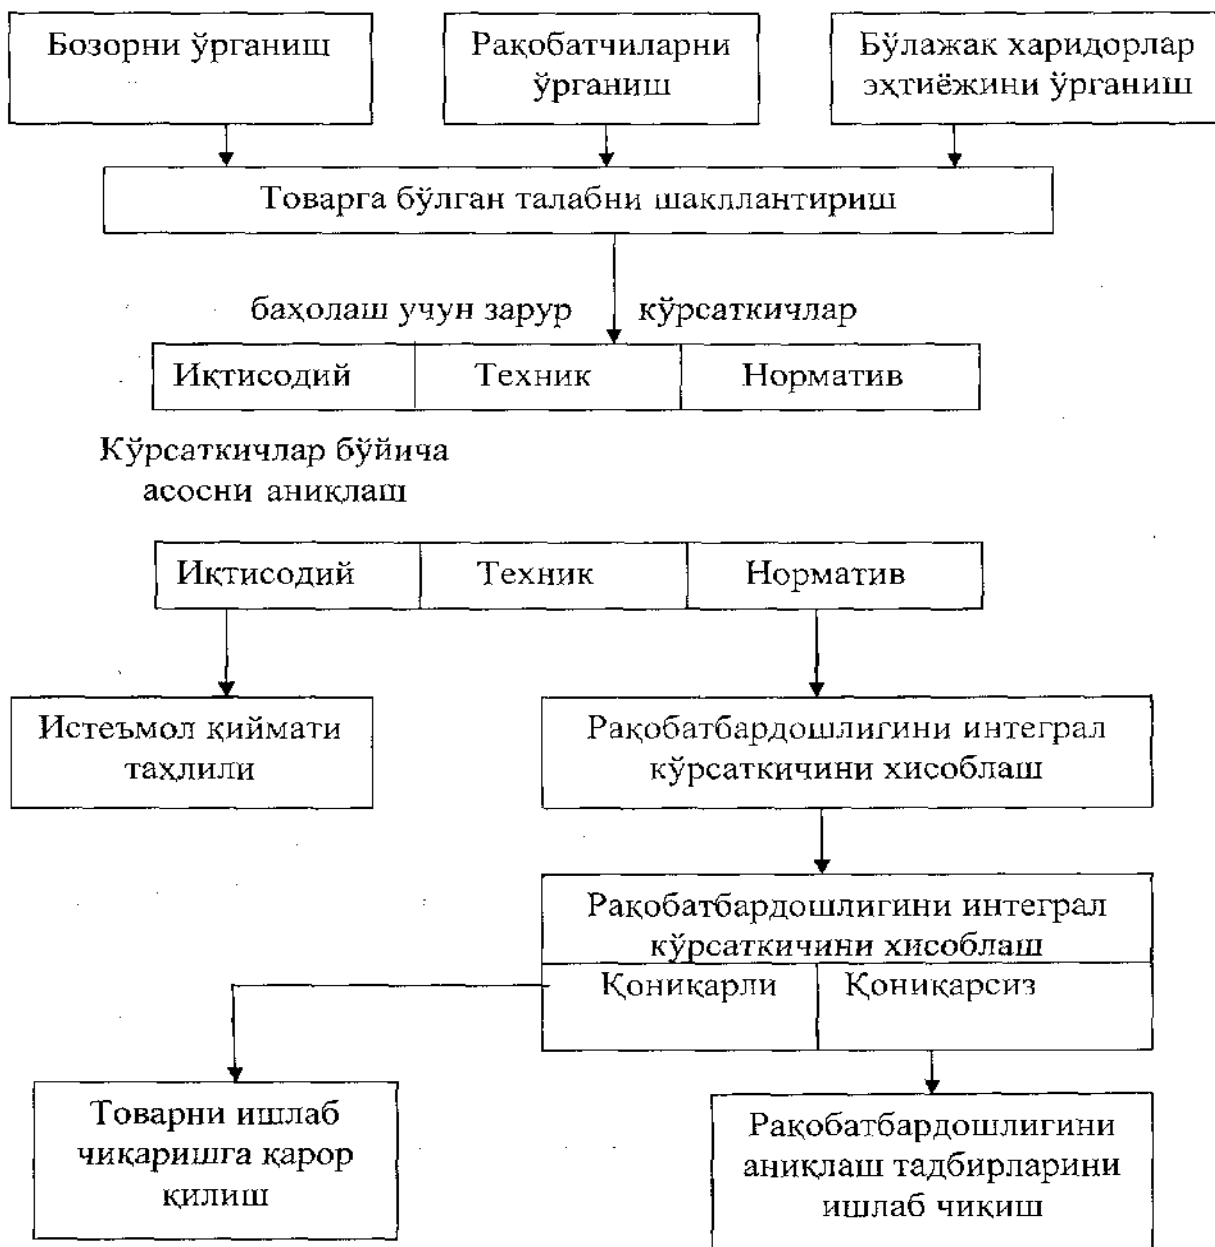 Бозорни ўрганиш
Рақобатчиларни
ўрганиш
Бўлажак харидорлар
эҳтиёжини ўрганиш
Товарга бўлган талабни шакллантириш
баҳолаш учун зарур кўрсаткичлар
Иқтисодий Техник Норматив
Кўрсаткичлар бўйича
асосни аниқлаш
Иқтисодий Техник Норматив
Истеъмол қиймати
таҳлили
Рақобатбардошлигини интеграл
кўрсаткичини хисоблаш
Рақобатбардошлигини интеграл
кўрсаткичини хисоблаш
Қониқарли Қониқарсиз
Товарни ишлаб
чиқаришга қарор
қилиш
Рақобатбардошлигини
аниқлаш тадбирларини
ишлаб чиқиш